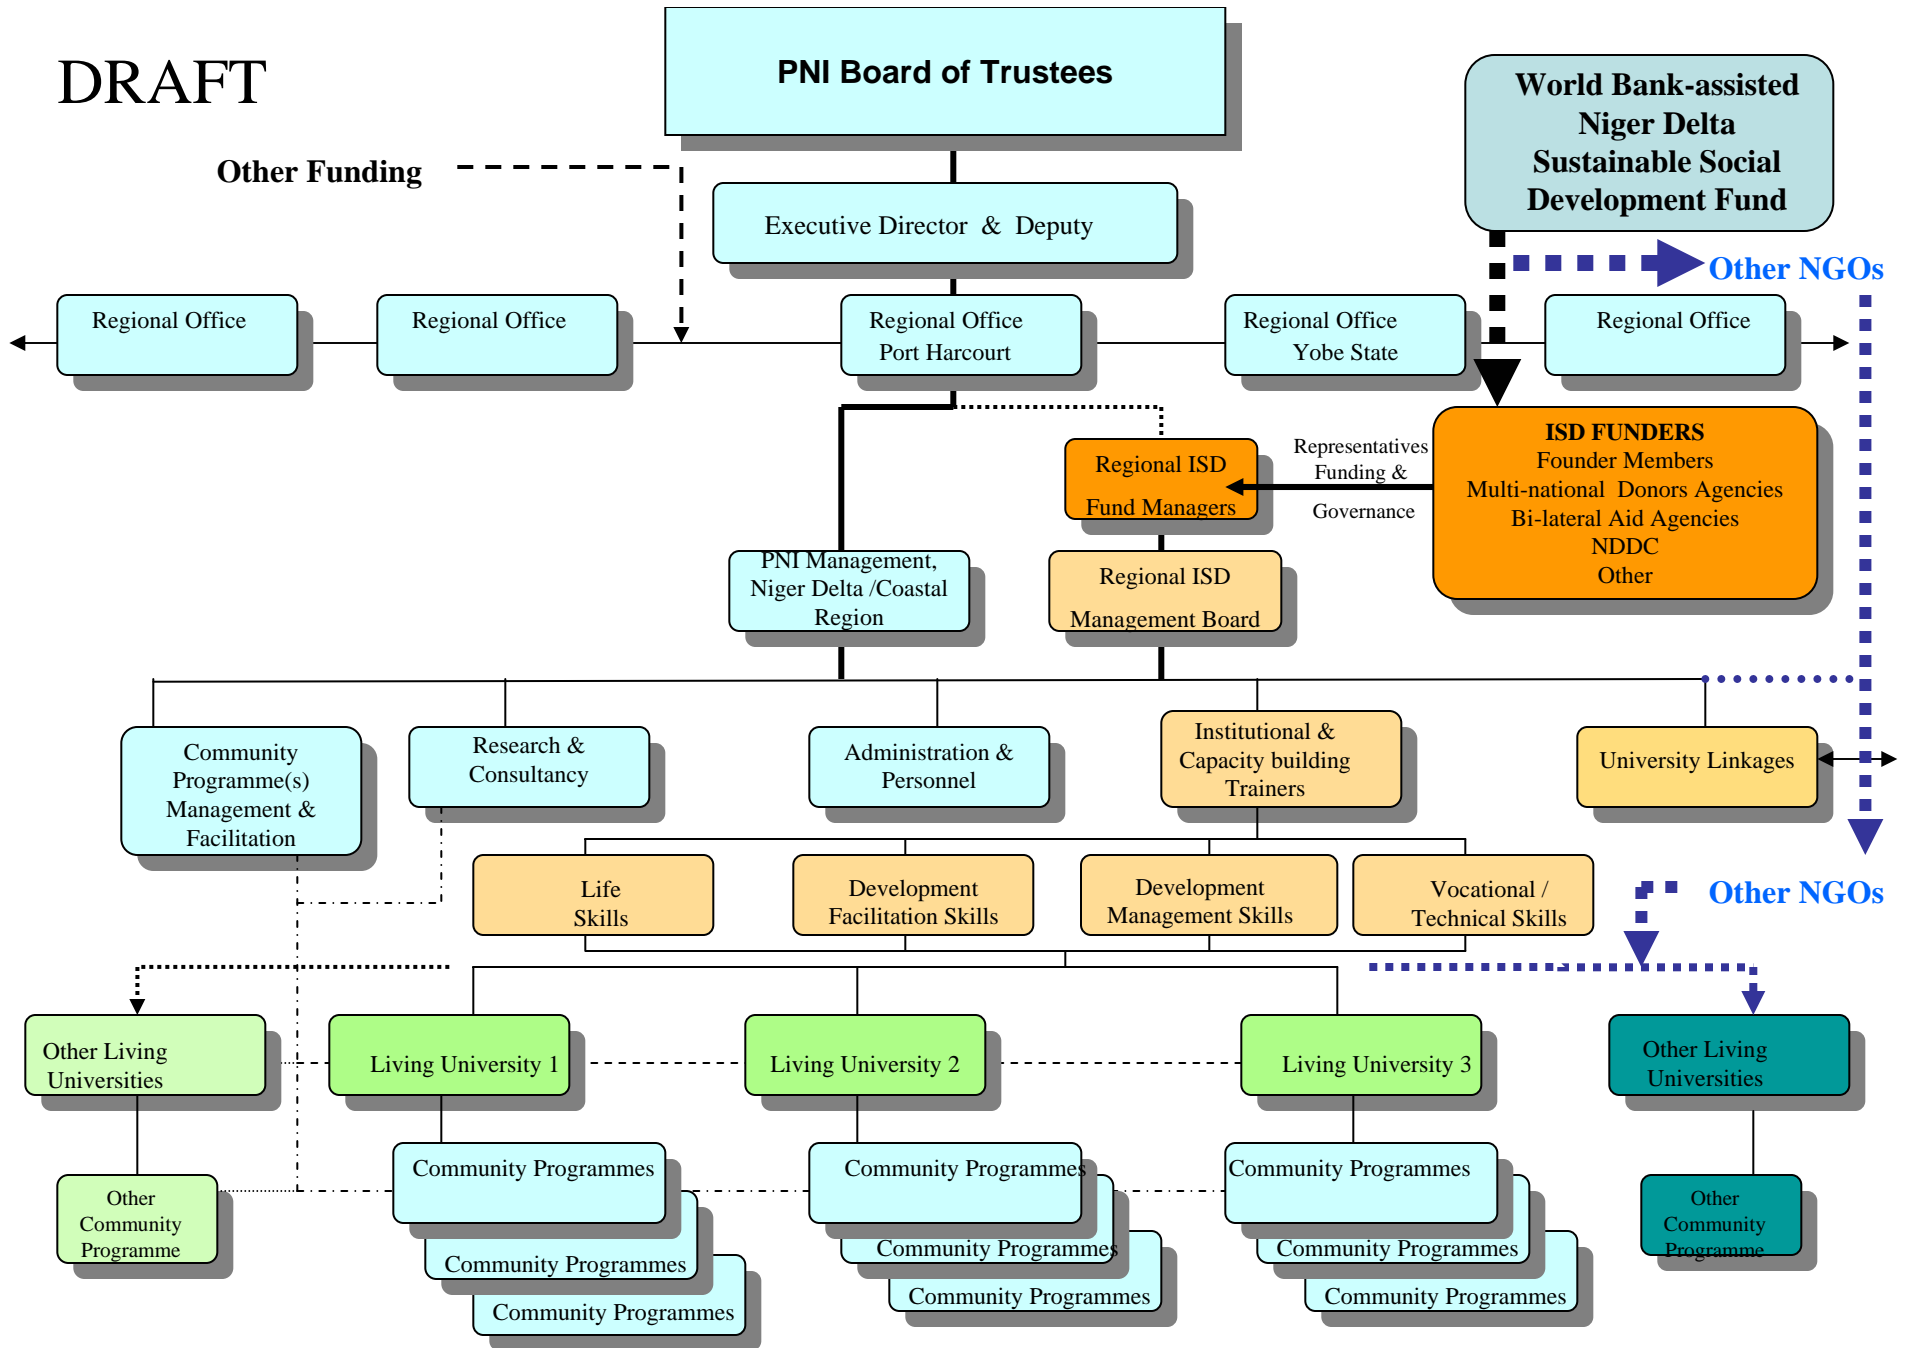 DRAFT
PNI Board of Trustees
World Bank-assisted
Niger Delta
Sustainable Social
Development Fund
Other Funding
Executive Director & Deputy
Other NGOs
Regional Office
Regional Office
Regional Office
Port Harcourt
Regional Office
Yobe State
Regional Office
Regional ISD
Fund Managers
Representatives
Funding &
Governance
ISD FUNDERS
Founder Members
Multi-national Donors Agencies
Bi-lateral Aid Agencies
NDDC
Other
PNI Management,
Niger Delta /Coastal
Region
Regional ISD
Management Board
Community
Programme(s)
Management &
Facilitation
Research &
Consultancy
Administration &
Personnel
Institutional &
Capacity building
Trainers
University Linkages
Life
Skills
Development
Facilitation Skills
Development
Management Skills
Vocational /
Technical Skills
Other NGOs
Other Living
Universities
Living University 1
Living University 2
Living University 3
Other Living
Universities
Other
Community
Programme
Community Programmes
Community Programmes
Community Programmes
Community Programmes
Community Programmes
Community Programmes
Community Programmes
Community Programmes
Community Programmes
Other
Community
Programme